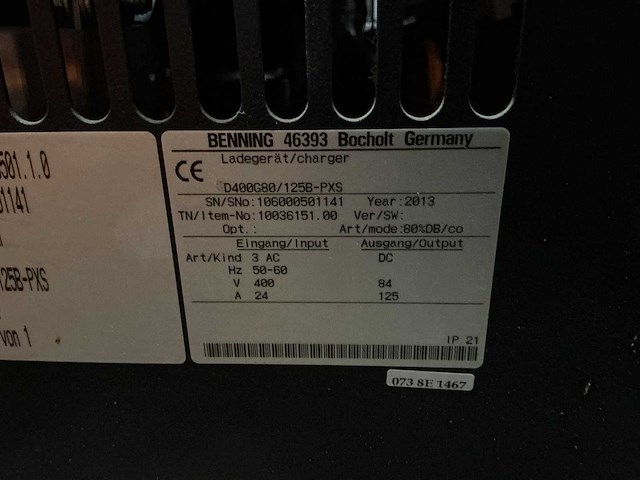 501.1.0
01141
125B-PXS
von 1
BENNING 46393 Bocholt Germany
CE
Ladegerät/charger
D400G80/125B-PXS
SN/SNo: 106000501141 Year: 2013
TN/Item-No: 10036151.00 Ver/SW:
Opt.: Art/mode: 80%DB/co
Eingang/Input Ausgang/Output
Art/Kind 3 AC DC
Hz 50-60
V 400 84
A 24 125
IP 21
073 8E 1467